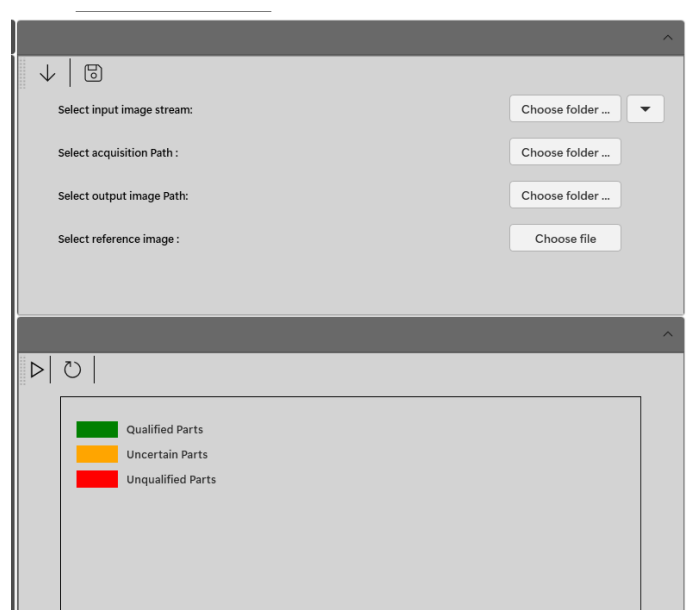 Select input image stream:
Choose folder ...
Select acquisition Path :
Choose folder ...
Select output image Path:
Choose folder ...
Select reference image :
Choose file
Qualified Parts
Uncertain Parts
Unqualified Parts